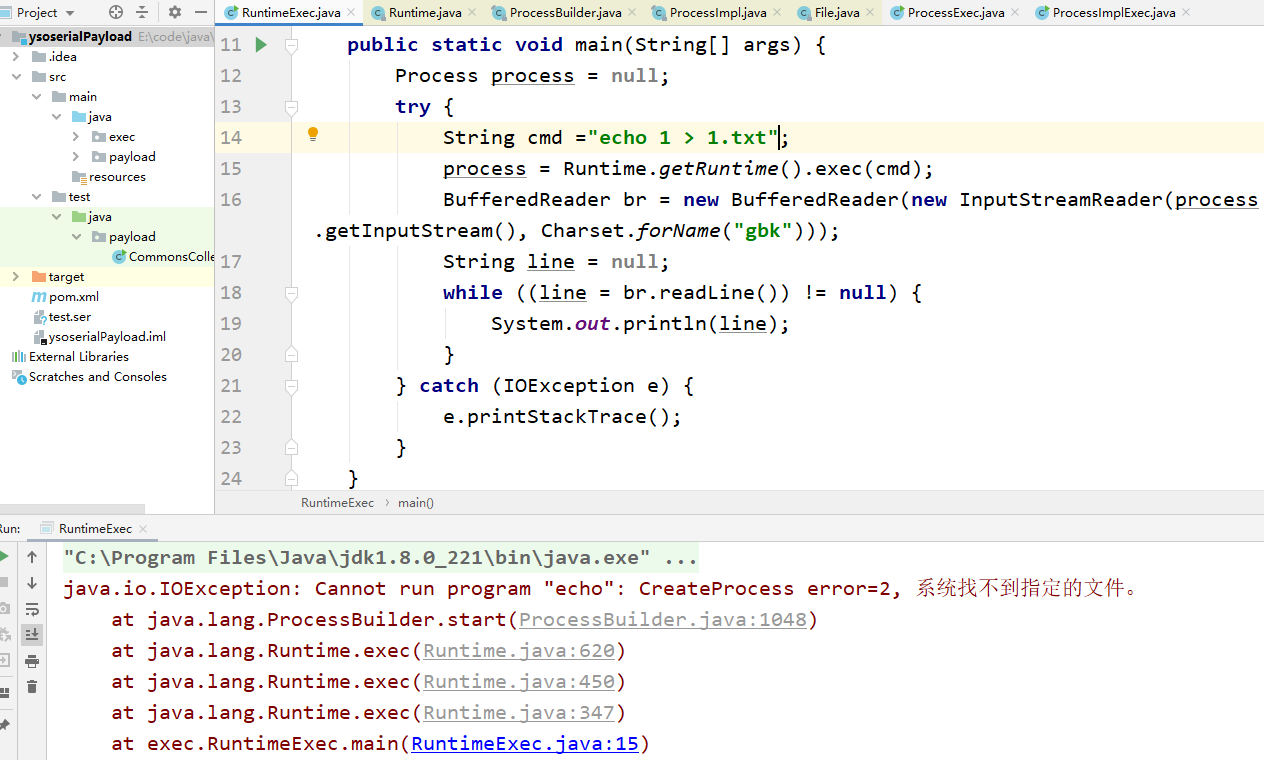 Project
RuntimeExec.java
Runtime.java
ProcessBuilder.java
ProcessImpl.java
File.java
ProcessExec.java
ProcessImplExec.java
ysoserialPayload E:\code\java\
.idea
src
main
java
exec
payload
resources
test
java
payload
CommonsColle
target
pom.xml
test.ser
ysoserialPayload.iml
External Libraries
Scratches and Consoles
11 public static void main(String[] args) {
12 Process process = null;
13 try {
14 String cmd ="echo 1 > 1.txt";
15 process = Runtime.getRuntime().exec(cmd);
16 BufferedReader br = new BufferedReader(new InputStreamReader(process
.getInputStream(), Charset.forName("gbk")));
17 String line = null;
18 while ((line = br.readLine()) != null) {
19 System.out.println(line);
20 }
21 } catch (IOException e) {
22 e.printStackTrace();
23 }
24 }
RuntimeExec › main()
Run: RuntimeExec
"C:\Program Files\Java\jdk1.8.0_221\bin\java.exe" ...
java.io.IOException: Cannot run program "echo": CreateProcess error=2, 系统找不到指定的文件。
at java.lang.ProcessBuilder.start(ProcessBuilder.java:1048)
at java.lang.Runtime.exec(Runtime.java:620)
at java.lang.Runtime.exec(Runtime.java:450)
at java.lang.Runtime.exec(Runtime.java:347)
at exec.RuntimeExec.main(RuntimeExec.java:15)